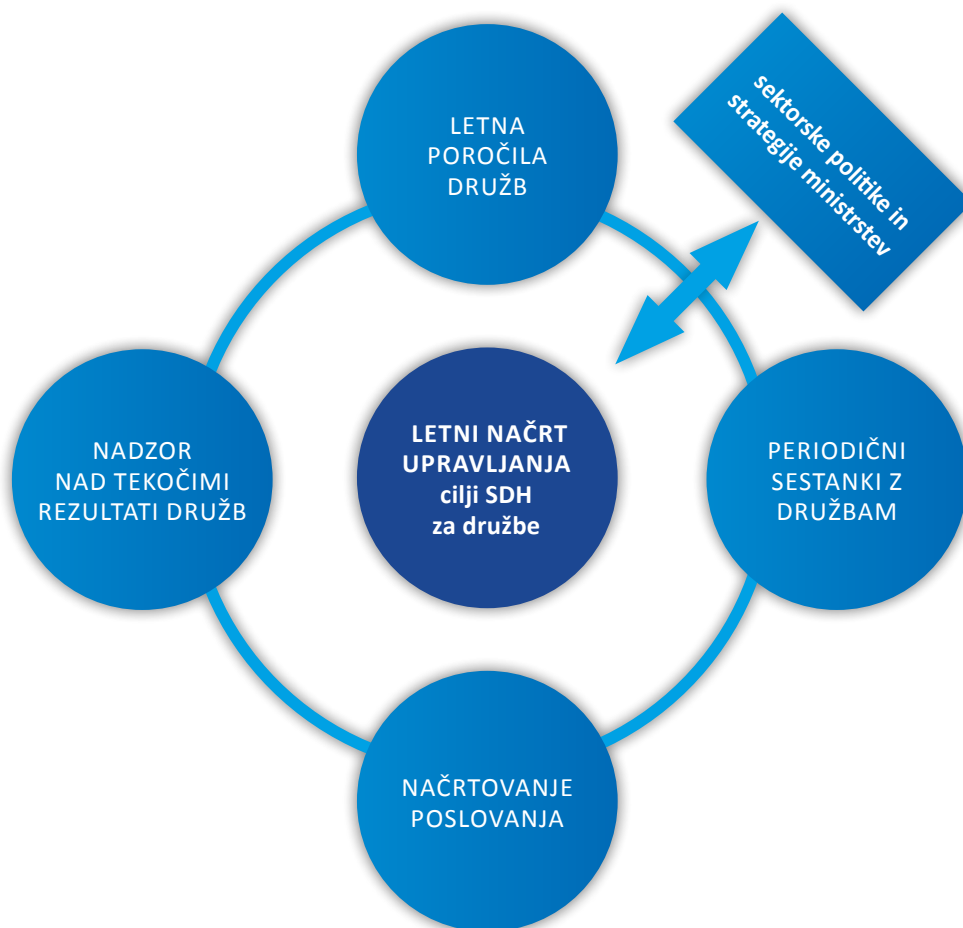 LETNA
POROČILA
DRUŽB
sektorske politike in
strategije ministrstev
NADZOR
NAD TEKOČIMI
REZULTATI DRUŽB
LETNI NAČRT
UPRAVLJANJA
cilji SDH
za družbe
PERIODIČNI
SESTANKI Z
DRUŽBAM
NAČRTOVANJE
POSLOVANJA